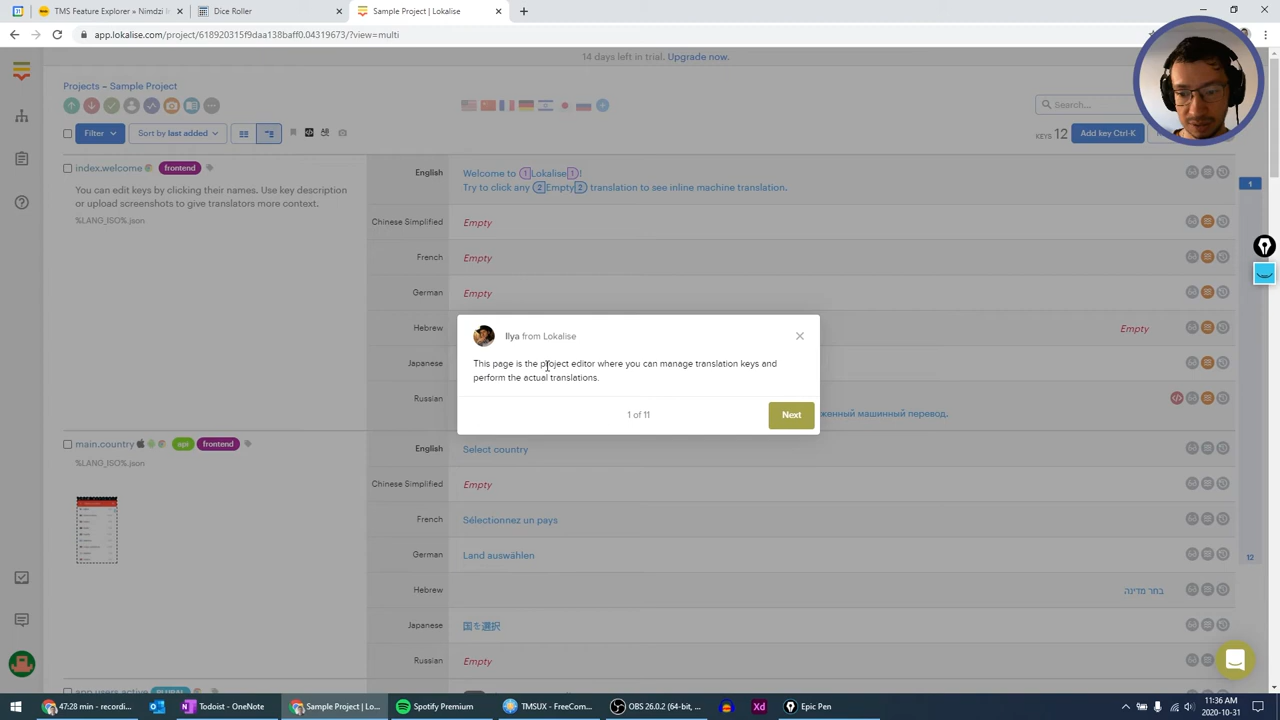 TMS Feature Explorer » Nimdzi I
Dice Roller
Sample Project | Lokalise
app.lokalise.com/project/618920315f9daa138baff0.04319673/?view=multi
14 days left in trial. Upgrade now.
Projects – Sample Project
Search...
Filter
Sort by last added
KEYS 12
Add key Ctrl-K
index.welcome
frontend
You can edit keys by clicking their names. Use key description
or upload screenshots to give translators more context.
%LANG_ISO%.json
English
Welcome to 1 Lokalise 1 !
Try to click any 2 Empty 2 translation to see inline machine translation.
1
Chinese Simplified
Empty
French
Empty
German
Empty
Hebrew
Empty
Japanese
Russian
женный машинный перевод.
Ilya from Lokalise
This page is the project editor where you can manage translation keys and
perform the actual translations.
1 of 11
Next
main.country
api
frontend
%LANG_ISO%.json
English
Select country
Chinese Simplified
Empty
French
Sélectionnez un pays
German
Land auswählen
12
Hebrew
בחר מדינה
Japanese
国を選択
Russian
Empty
app.users.active
PLURAL
47:28 min - recordi...
Todoist - OneNote
Sample Project | Lo...
Spotify Premium
TMSUX - FreeCom...
OBS 26.0.2 (64-bit, ...
Xd
Epic Pen
11:36 AM
2020-10-31